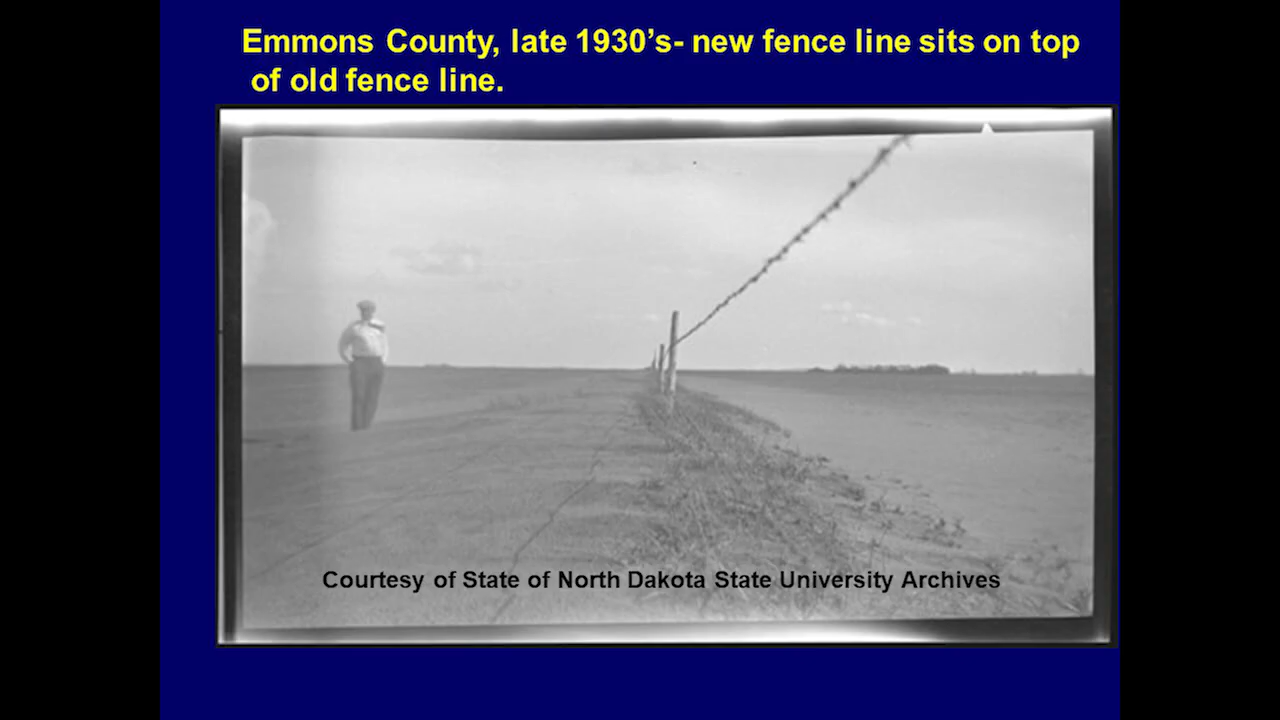 Emmons County, late 1930’s- new fence line sits on top
of old fence line.
Courtesy of State of North Dakota State University Archives